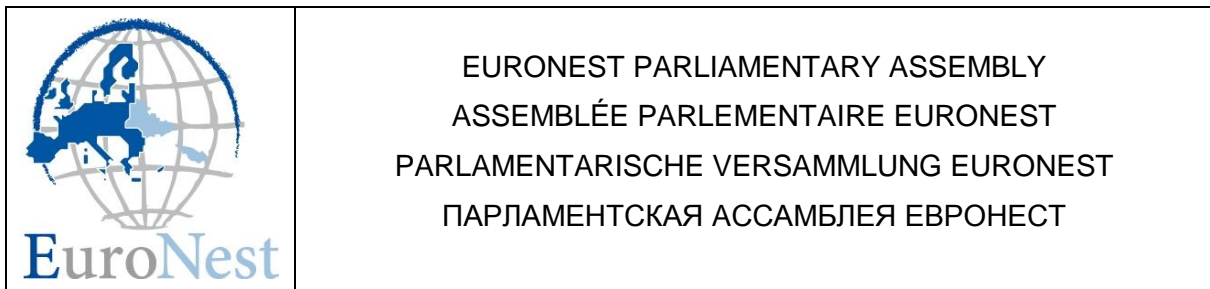 EuroNest
EURONEST PARLIAMENTARY ASSEMBLY
ASSEMBLÉE PARLEMENTAIRE EURONEST
PARLAMENTARISCHE VERSAMMLUNG EURONEST
ПАРЛАМЕНТСКАЯ АССАМБЛЕЯ ЕВРОНЕСТ